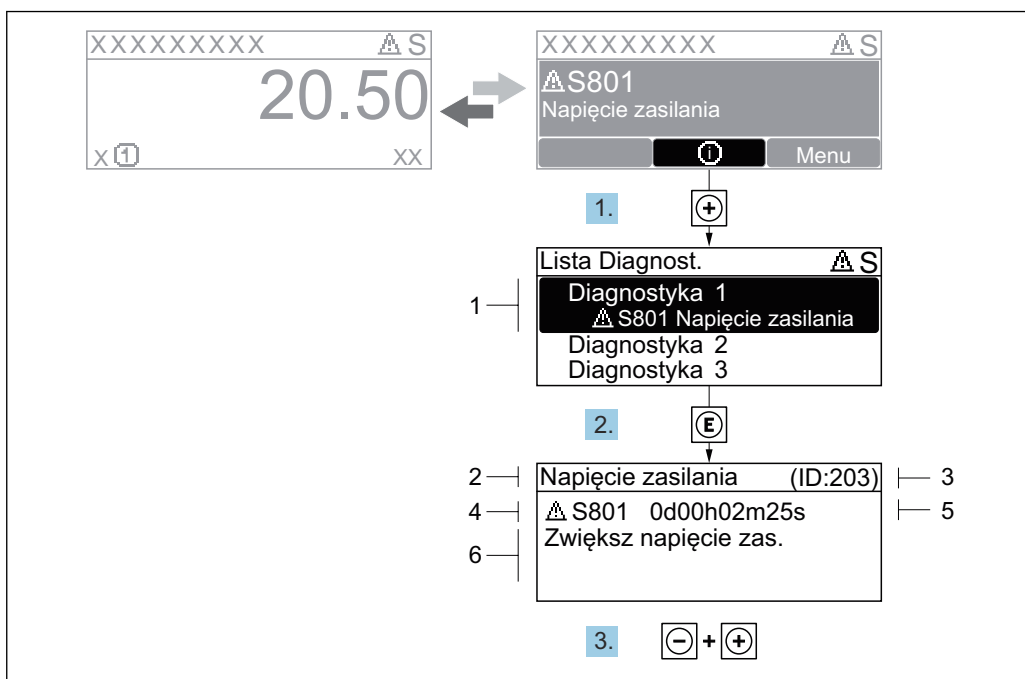 XXXXXXXXX ⚠ S
20.50
X 1 XX
XXXXXXXXX ⚠ S
⚠ S801
Napięcie zasilania
i Menu
1. +
Lista Diagnost. ⚠ S
1
Diagnostyka 1
⚠ S801 Napięcie zasilania
Diagnostyka 2
Diagnostyka 3
2. E
2 Napięcie zasilania (ID:203) 3
4 ⚠ S801 0d00h02m25s 5
6 Zwiększ napięcie zas.
3. - + +